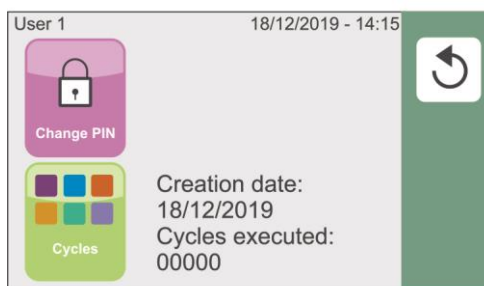 User 1 18/12/2019 - 14:15
Change PIN
Creation date:
18/12/2019
Cycles executed:
00000
Cycles